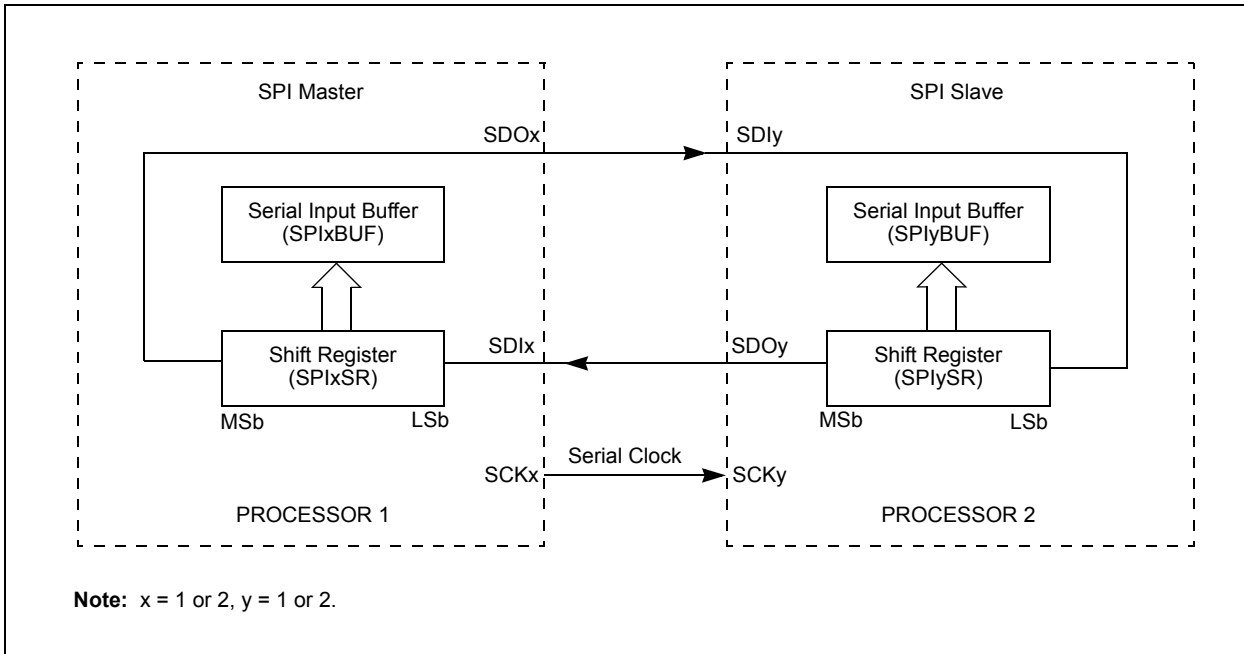 SPI Master
SPI Slave
SDOx
SDIy
Serial Input Buffer
(SPIxBUF)
Serial Input Buffer
(SPIyBUF)
SDIx
SDOy
Shift Register
(SPIxSR)
Shift Register
(SPIySR)
MSb
LSb
MSb
LSb
Serial Clock
SCKx
SCKy
PROCESSOR 1
PROCESSOR 2
Note: x = 1 or 2, y = 1 or 2.